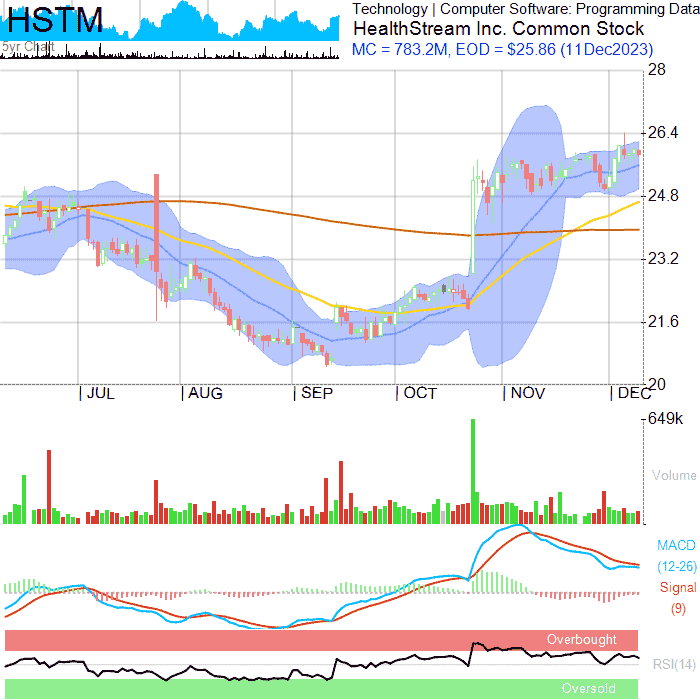 HSTM
5yr Chart
Technology | Computer Software: Programming Data
HealthStream Inc. Common Stock
MC = 783.2M, EOD = $25.86 (11Dec2023)
28
26.4
24.8
23.2
21.6
20
| JUL | AUG | SEP | OCT | NOV | DEC
649k
Volume
MACD
(12-26)
Signal
(9)
Overbought
RSI(14)
Oversold